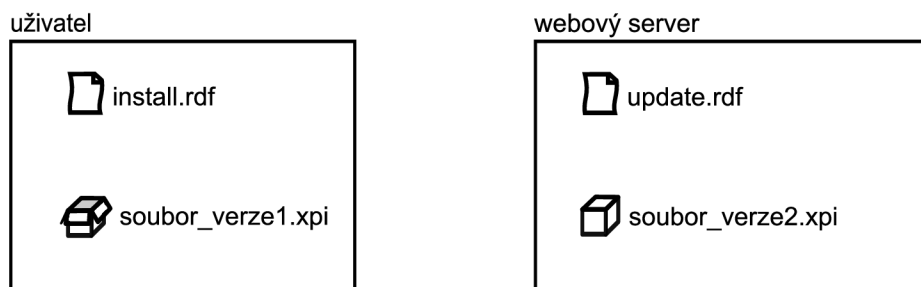 uživatel
install.rdf
soubor_verze1.xpi
webový server
update.rdf
soubor_verze2.xpi